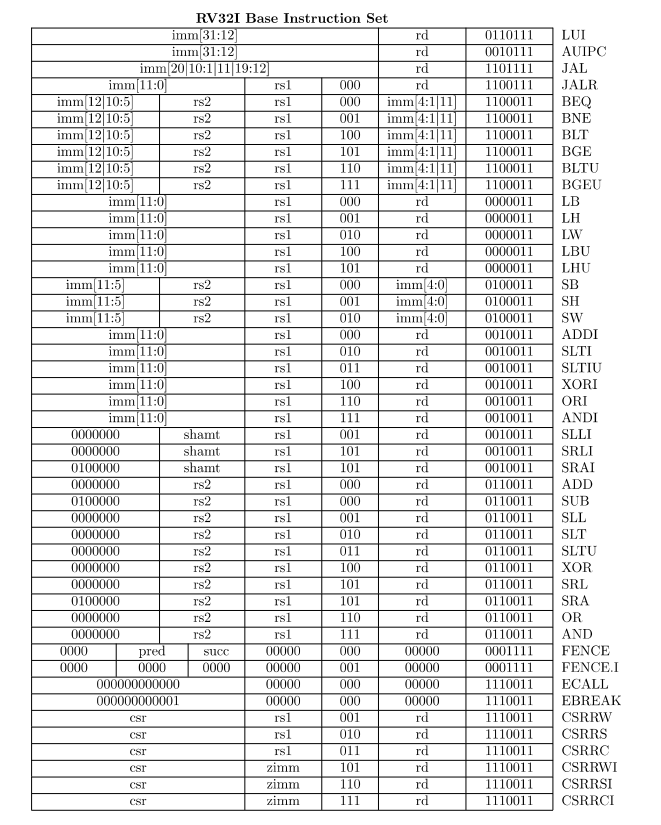 RV32I Base Instruction Set
imm[31:12] rd 0110111 LUI
imm[31:12] rd 0010111 AUIPC
imm[20|10:1|11|19:12] rd 1101111 JAL
imm[11:0] rs1 000 rd 1100111 JALR
imm[12|10:5] rs2 rs1 000 imm[4:1|11] 1100011 BEQ
imm[12|10:5] rs2 rs1 001 imm[4:1|11] 1100011 BNE
imm[12|10:5] rs2 rs1 100 imm[4:1|11] 1100011 BLT
imm[12|10:5] rs2 rs1 101 imm[4:1|11] 1100011 BGE
imm[12|10:5] rs2 rs1 110 imm[4:1|11] 1100011 BLTU
imm[12|10:5] rs2 rs1 111 imm[4:1|11] 1100011 BGEU
imm[11:0] rs1 000 rd 0000011 LB
imm[11:0] rs1 001 rd 0000011 LH
imm[11:0] rs1 010 rd 0000011 LW
imm[11:0] rs1 100 rd 0000011 LBU
imm[11:0] rs1 101 rd 0000011 LHU
imm[11:5] rs2 rs1 000 imm[4:0] 0100011 SB
imm[11:5] rs2 rs1 001 imm[4:0] 0100011 SH
imm[11:5] rs2 rs1 010 imm[4:0] 0100011 SW
imm[11:0] rs1 000 rd 0010011 ADDI
imm[11:0] rs1 010 rd 0010011 SLTI
imm[11:0] rs1 011 rd 0010011 SLTIU
imm[11:0] rs1 100 rd 0010011 XORI
imm[11:0] rs1 110 rd 0010011 ORI
imm[11:0] rs1 111 rd 0010011 ANDI
0000000 shamt rs1 001 rd 0010011 SLLI
0000000 shamt rs1 101 rd 0010011 SRLI
0100000 shamt rs1 101 rd 0010011 SRAI
0000000 rs2 rs1 000 rd 0110011 ADD
0100000 rs2 rs1 000 rd 0110011 SUB
0000000 rs2 rs1 001 rd 0110011 SLL
0000000 rs2 rs1 010 rd 0110011 SLT
0000000 rs2 rs1 011 rd 0110011 SLTU
0000000 rs2 rs1 100 rd 0110011 XOR
0000000 rs2 rs1 101 rd 0110011 SRL
0100000 rs2 rs1 101 rd 0110011 SRA
0000000 rs2 rs1 110 rd 0110011 OR
0000000 rs2 rs1 111 rd 0110011 AND
0000 pred succ 00000 000 00000 0001111 FENCE
0000 0000 0000 00000 001 00000 0001111 FENCE.I
000000000000 00000 000 00000 1110011 ECALL
000000000001 00000 000 00000 1110011 EBREAK
csr rs1 001 rd 1110011 CSRRW
csr rs1 010 rd 1110011 CSRRS
csr rs1 011 rd 1110011 CSRRC
csr zimm 101 rd 1110011 CSRRWI
csr zimm 110 rd 1110011 CSRRSI
csr zimm 111 rd 1110011 CSRRCI